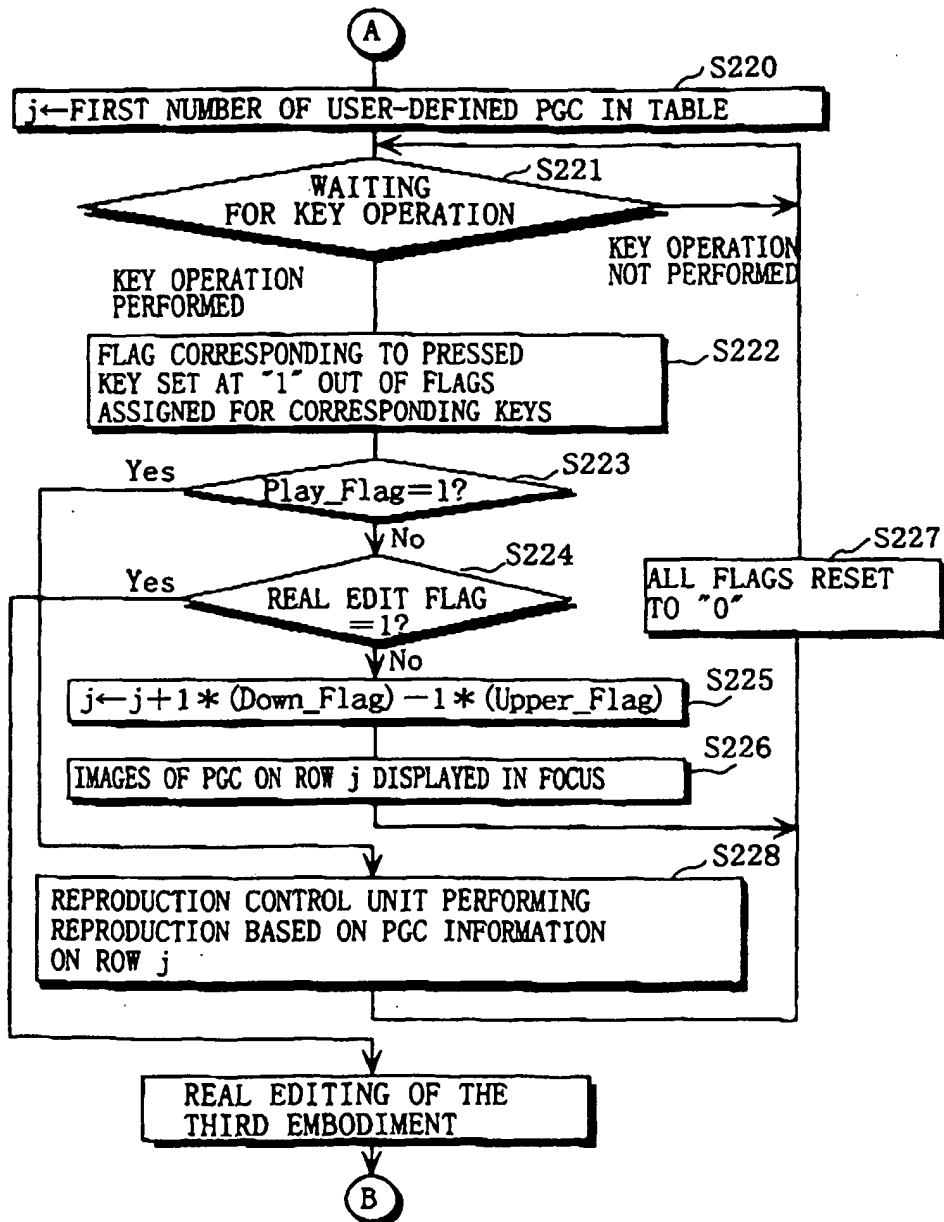 A
S220
j←FIRST NUMBER OF USER-DEFINED PGC IN TABLE
S221
WAITING
FOR KEY OPERATION
KEY OPERATION
NOT PERFORMED
KEY OPERATION
PERFORMED
S222
FLAG CORRESPONDING TO PRESSED
KEY SET AT "1" OUT OF FLAGS
ASSIGNED FOR CORRESPONDING KEYS
Yes
S223
Play_Flag=1?
No
S227
ALL FLAGS RESET
TO "0"
Yes
S224
REAL EDIT FLAG
=1?
No
S225
j←j+1*(Down_Flag)-1*(Upper_Flag)
S226
IMAGES OF PGC ON ROW j DISPLAYED IN FOCUS
S228
REPRODUCTION CONTROL UNIT PERFORMING
REPRODUCTION BASED ON PGC INFORMATION
ON ROW j
REAL EDITING OF THE
THIRD EMBODIMENT
B